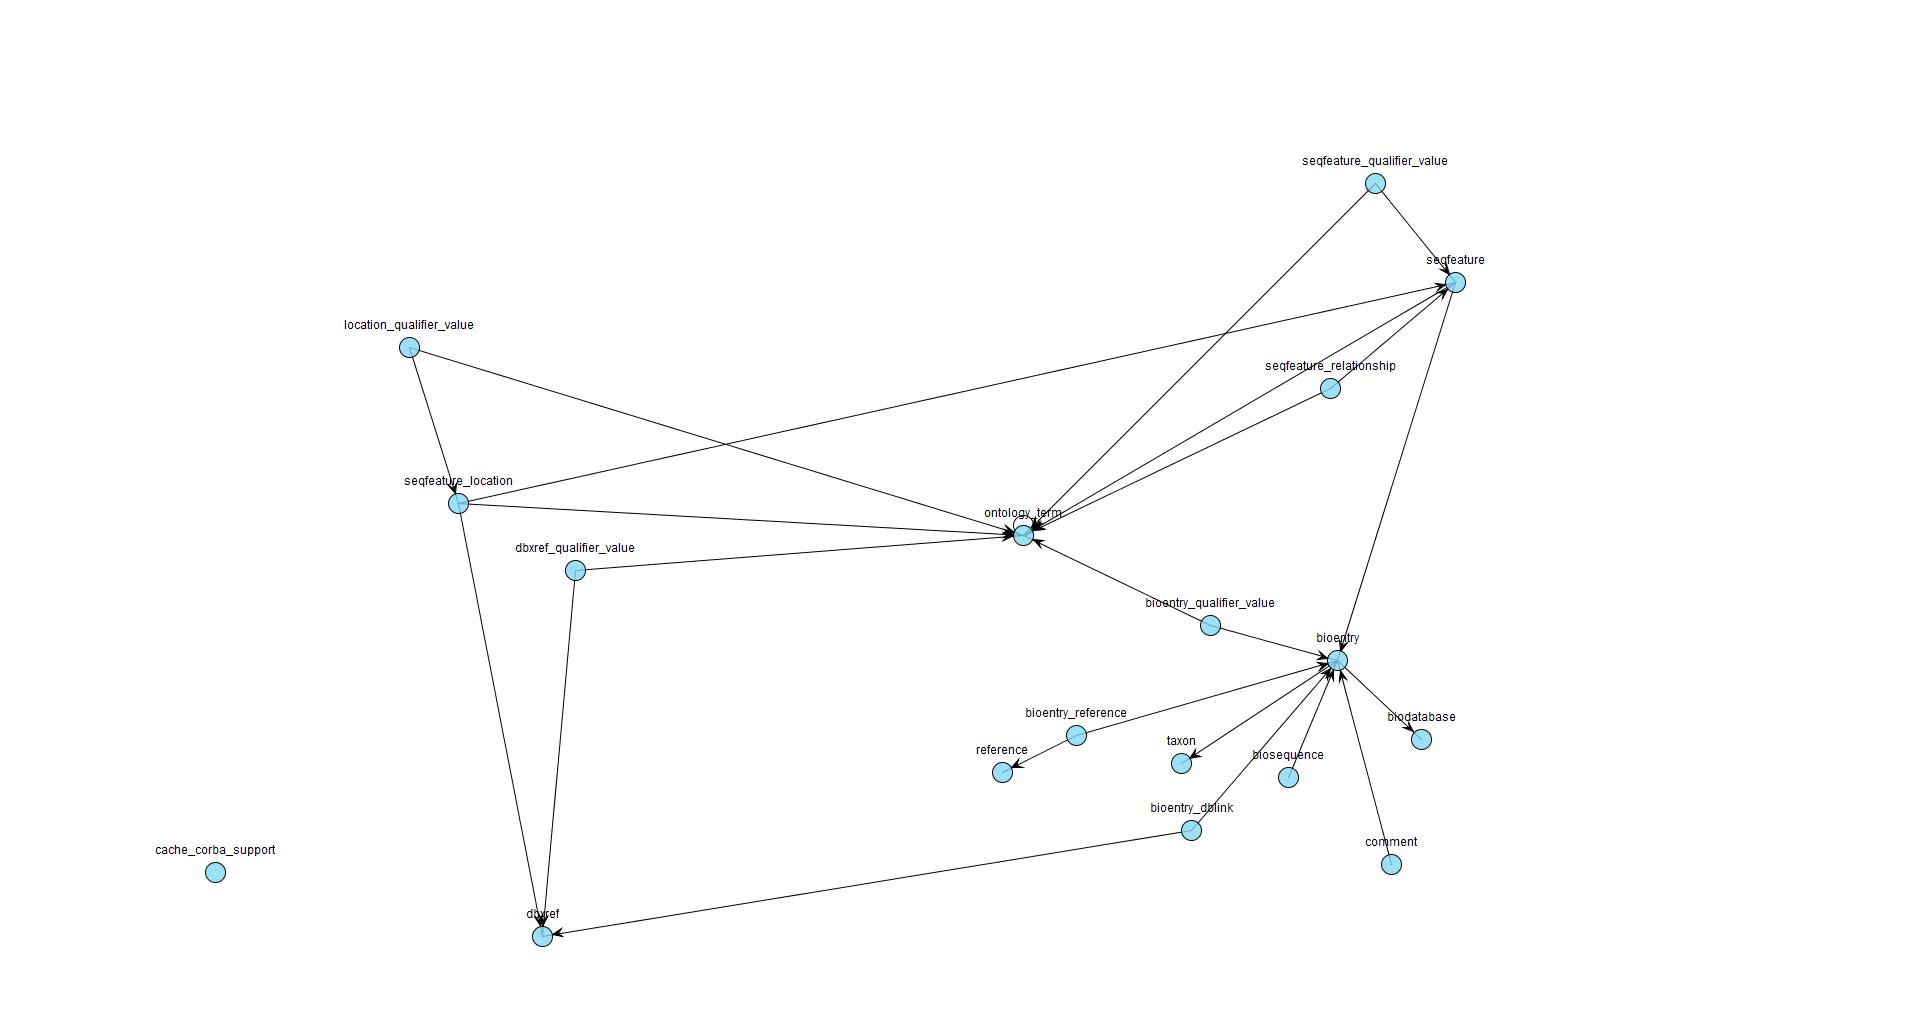 seqfeature_qualifier_value
seqfeature
location_qualifier_value
seqfeature_relationship
seqfeature_location
ontology_term
dbxref_qualifier_value
bioentry_qualifier_value
bioentry
bioentry_reference
biodatabase
taxon
reference
biosequence
bioentry_dblink
comment
cache_corba_support
dbxref